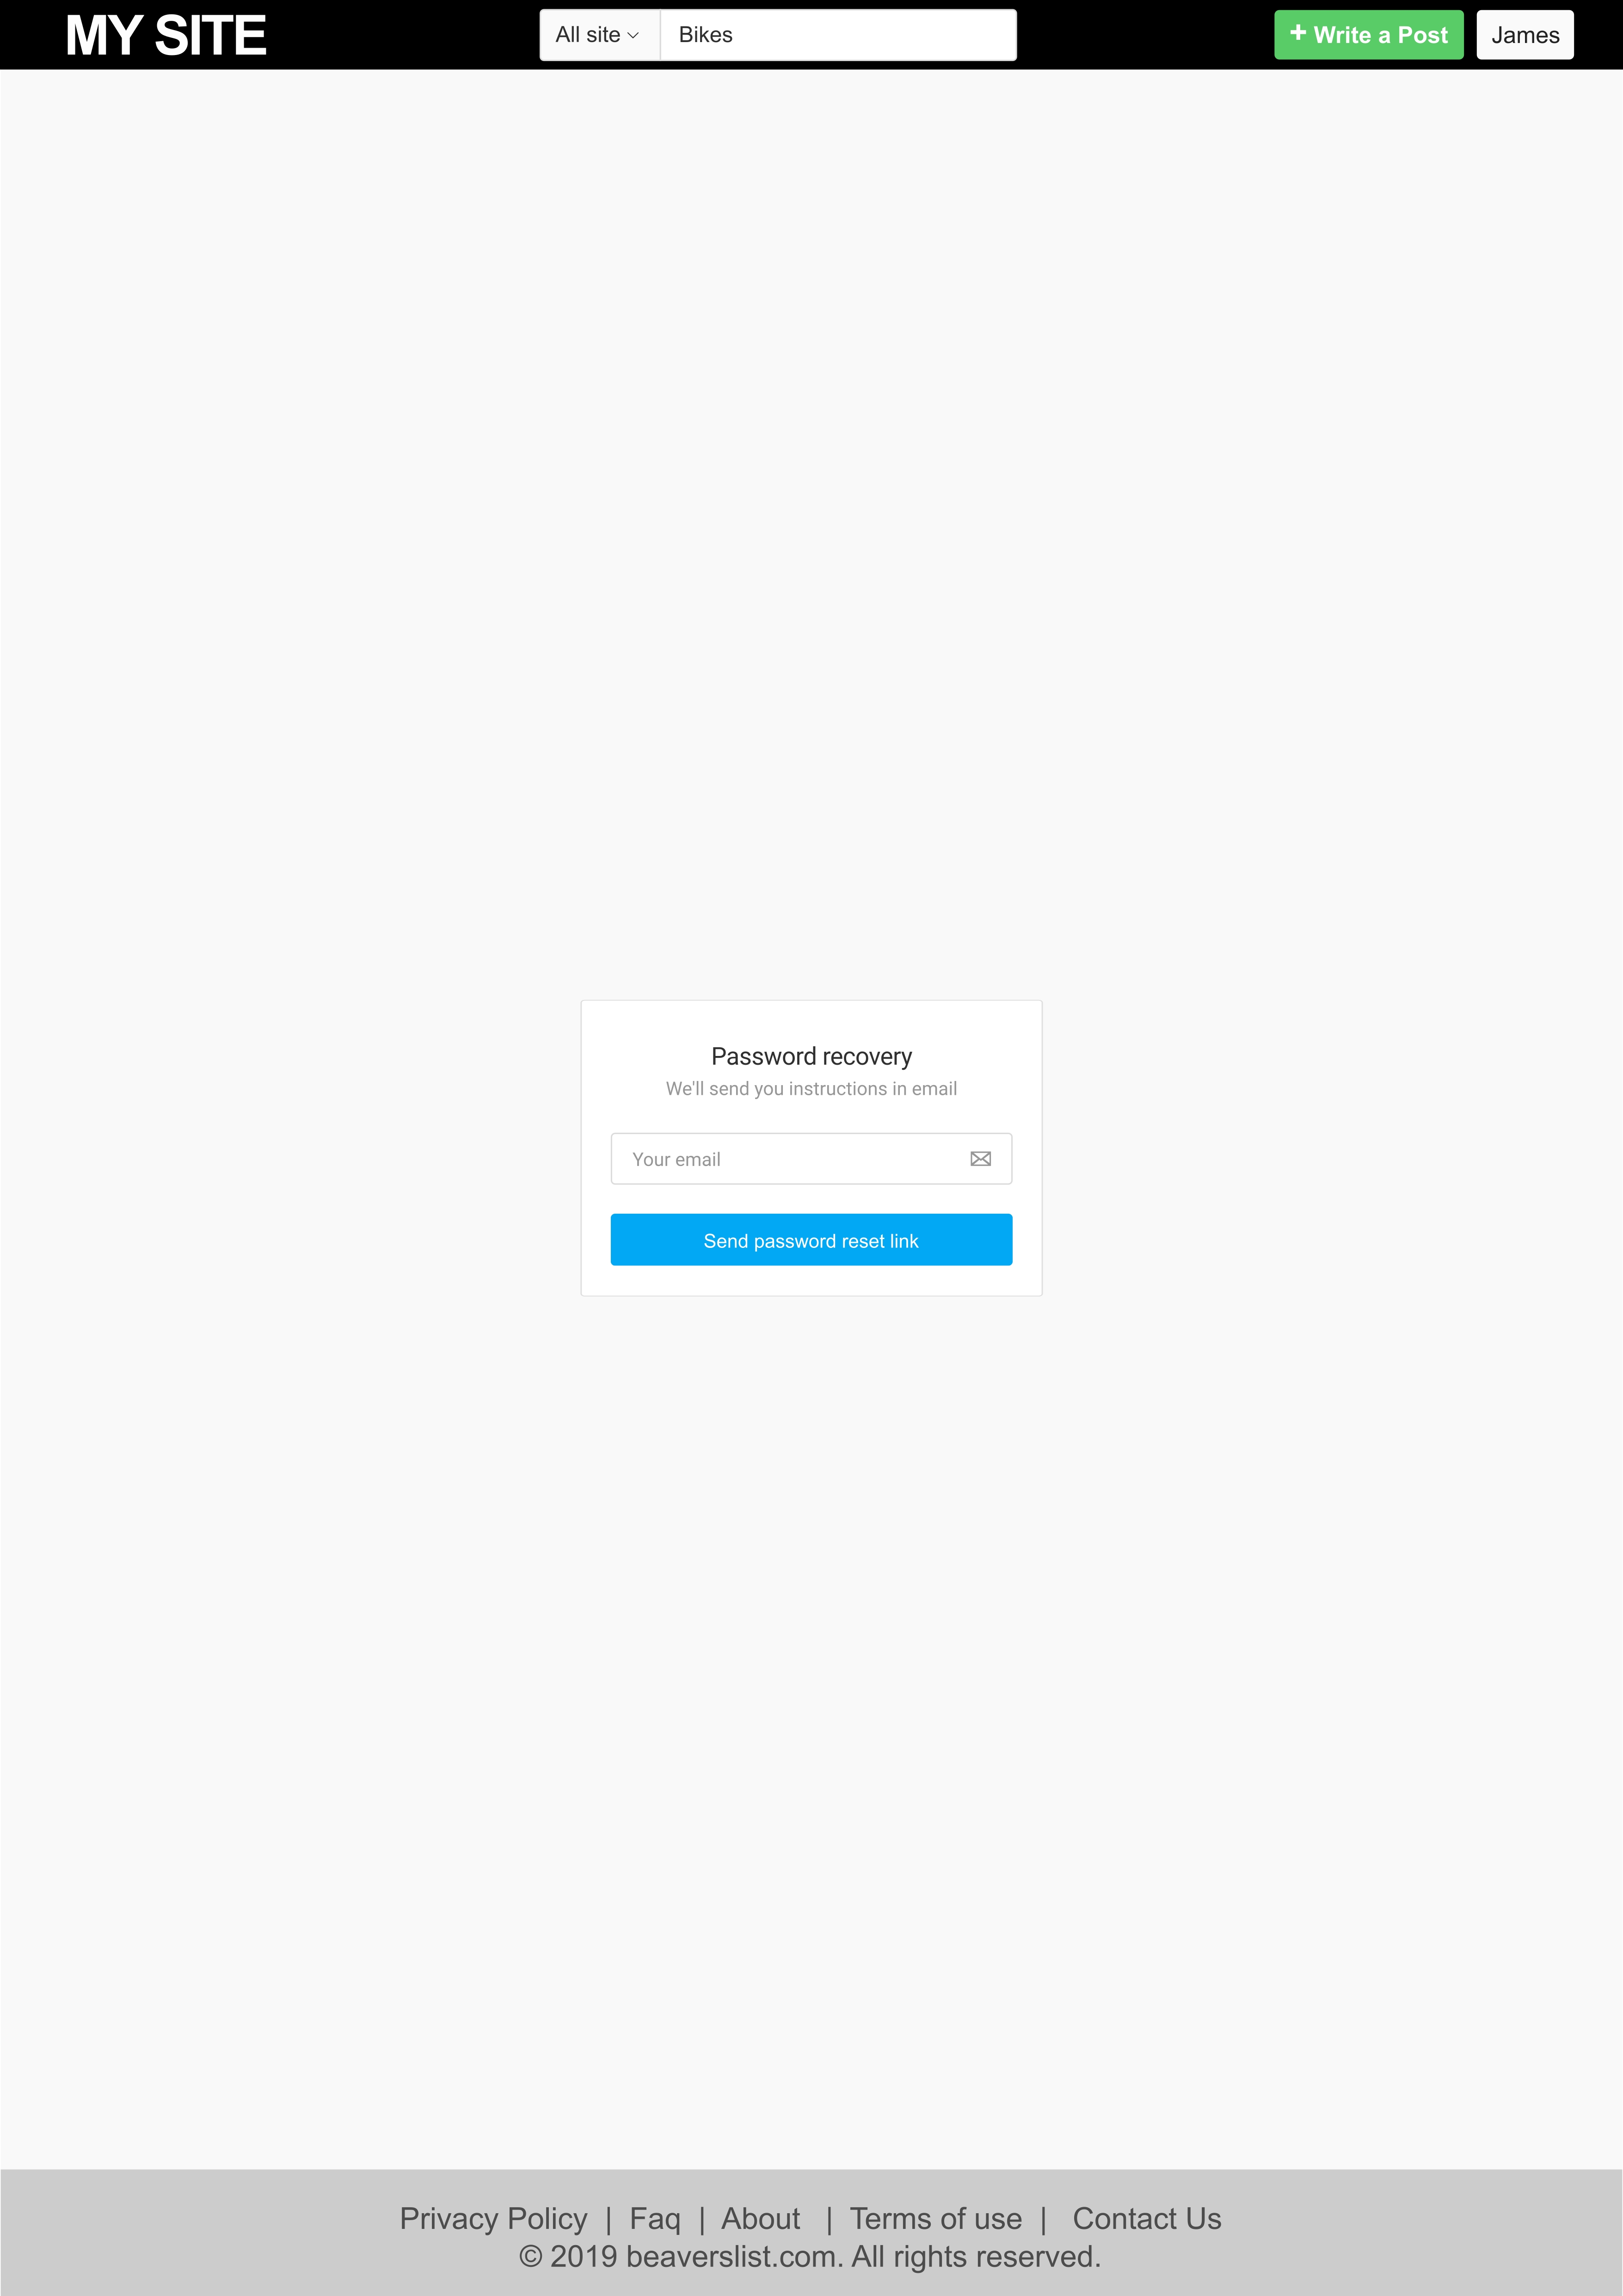 MY SITE
All site
Bikes
+ Write a Post
James
Password recovery
We'll send you instructions in email
Your email
Send password reset link
Privacy Policy | Faq | About | Terms of use | Contact Us
© 2019 beaverslist.com. All rights reserved.